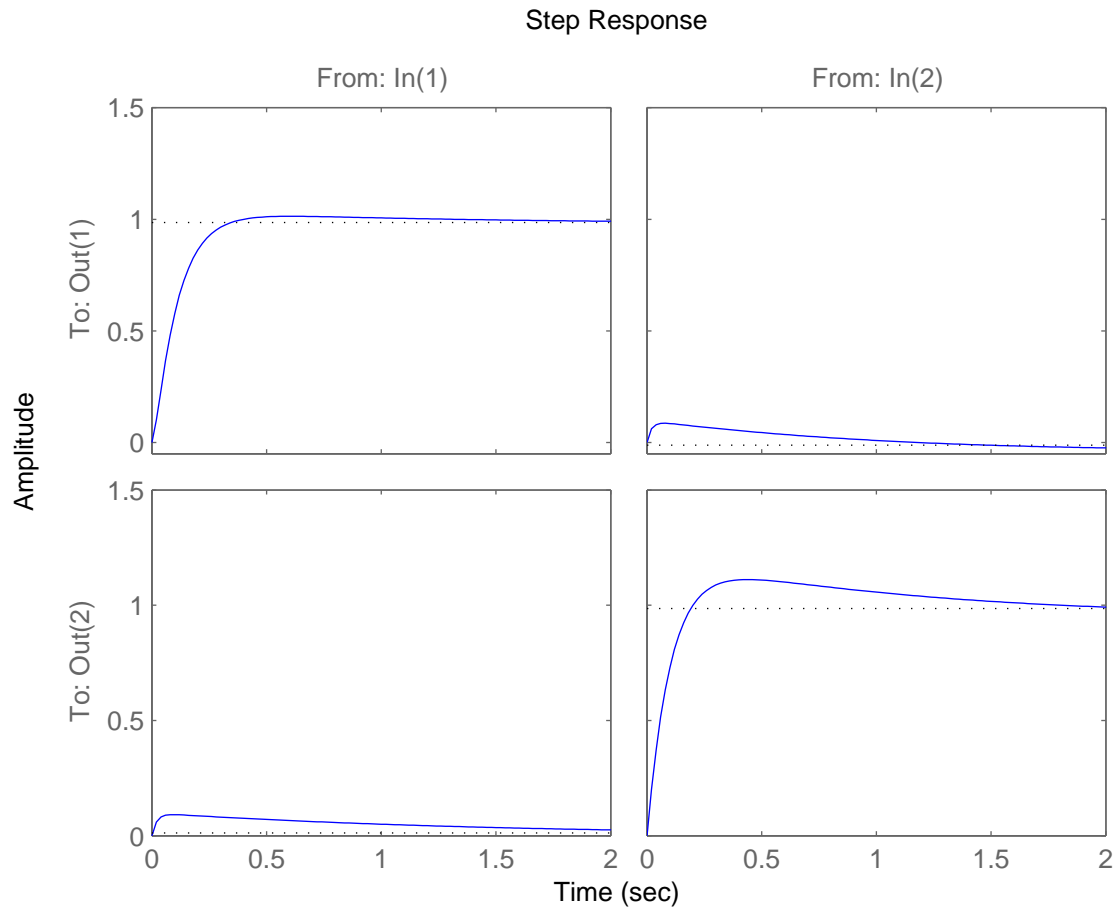 Step Response
From: In(1)
From: In(2)
Amplitude
To: Out(1)
1.5
1
0.5
0
To: Out(2)
1.5
1
0.5
0
0 0.5 1 1.5 2
0 0.5 1 1.5 2
Time (sec)